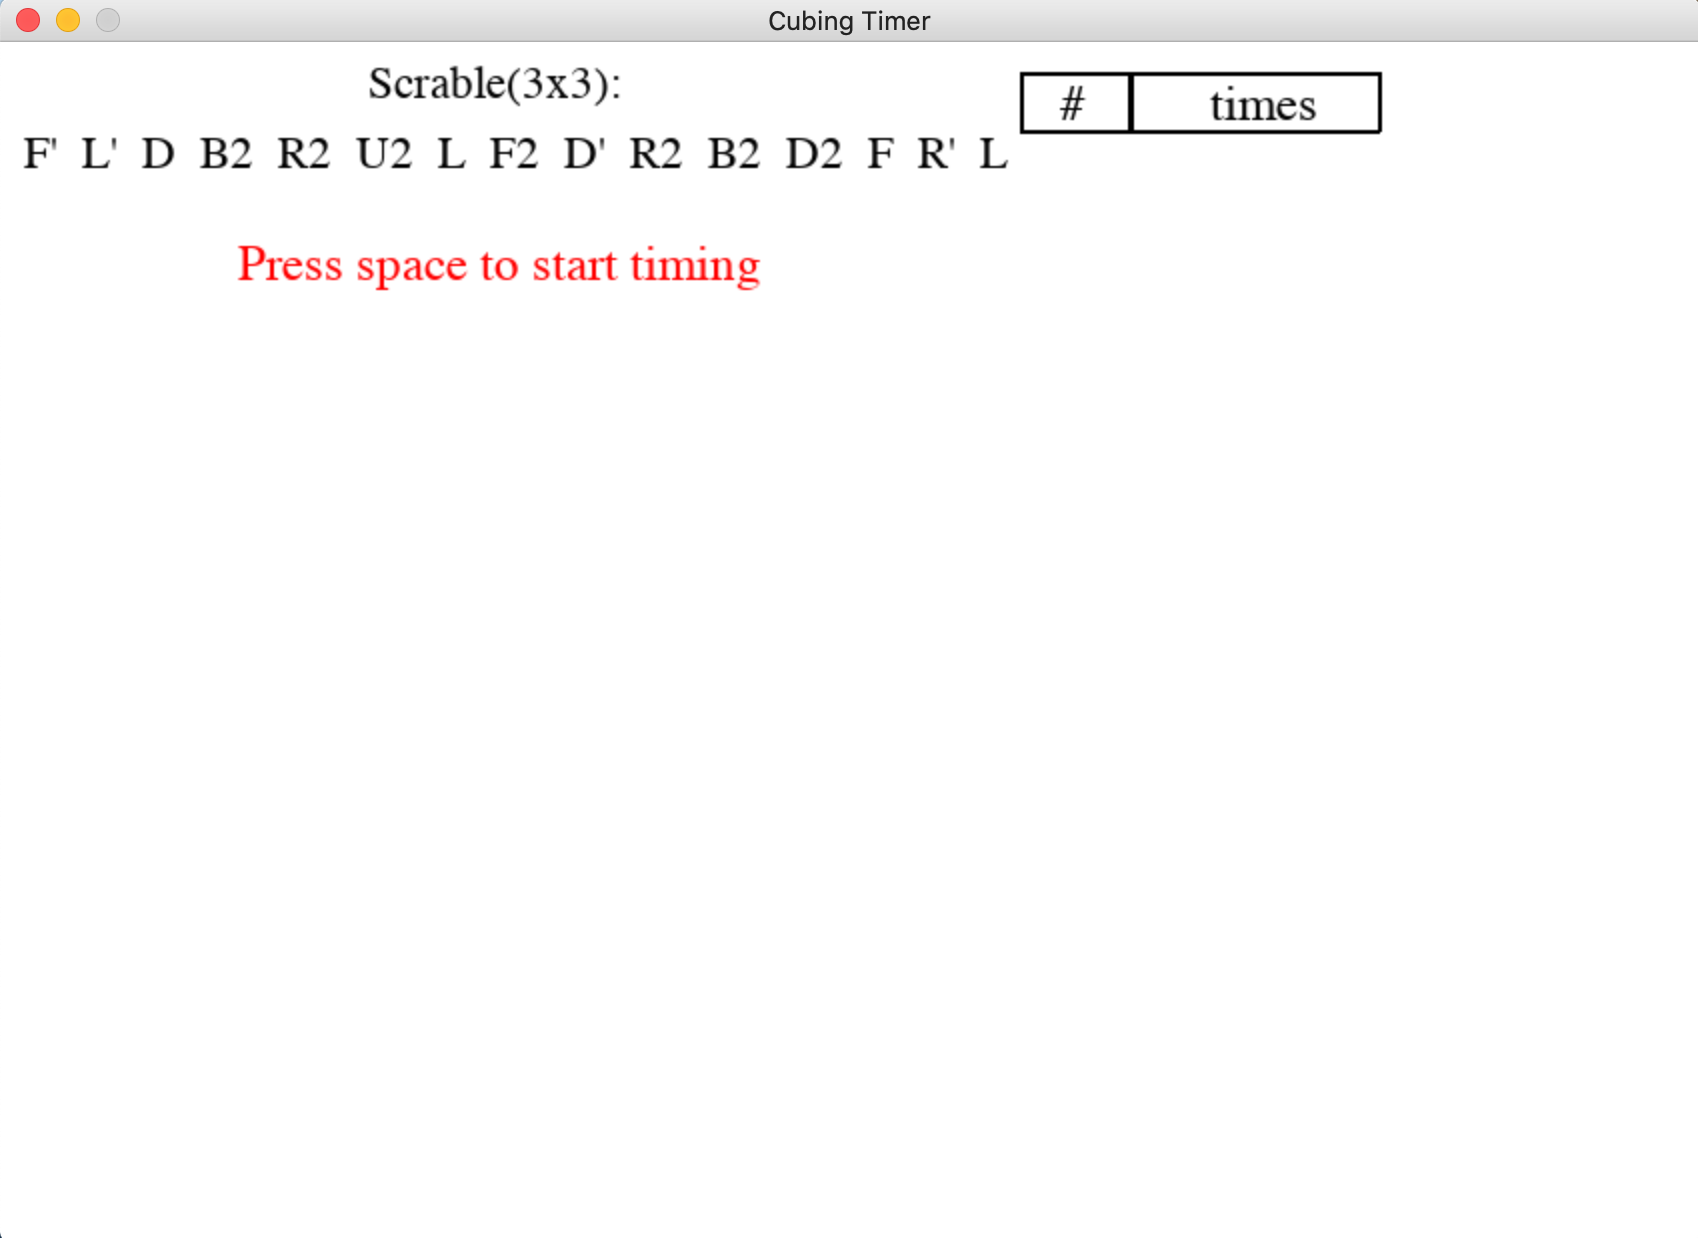 Cubing Timer
Scrable(3x3):
F' L' D B2 R2 U2 L F2 D' R2 B2 D2 F R' L
Press space to start timing
# times